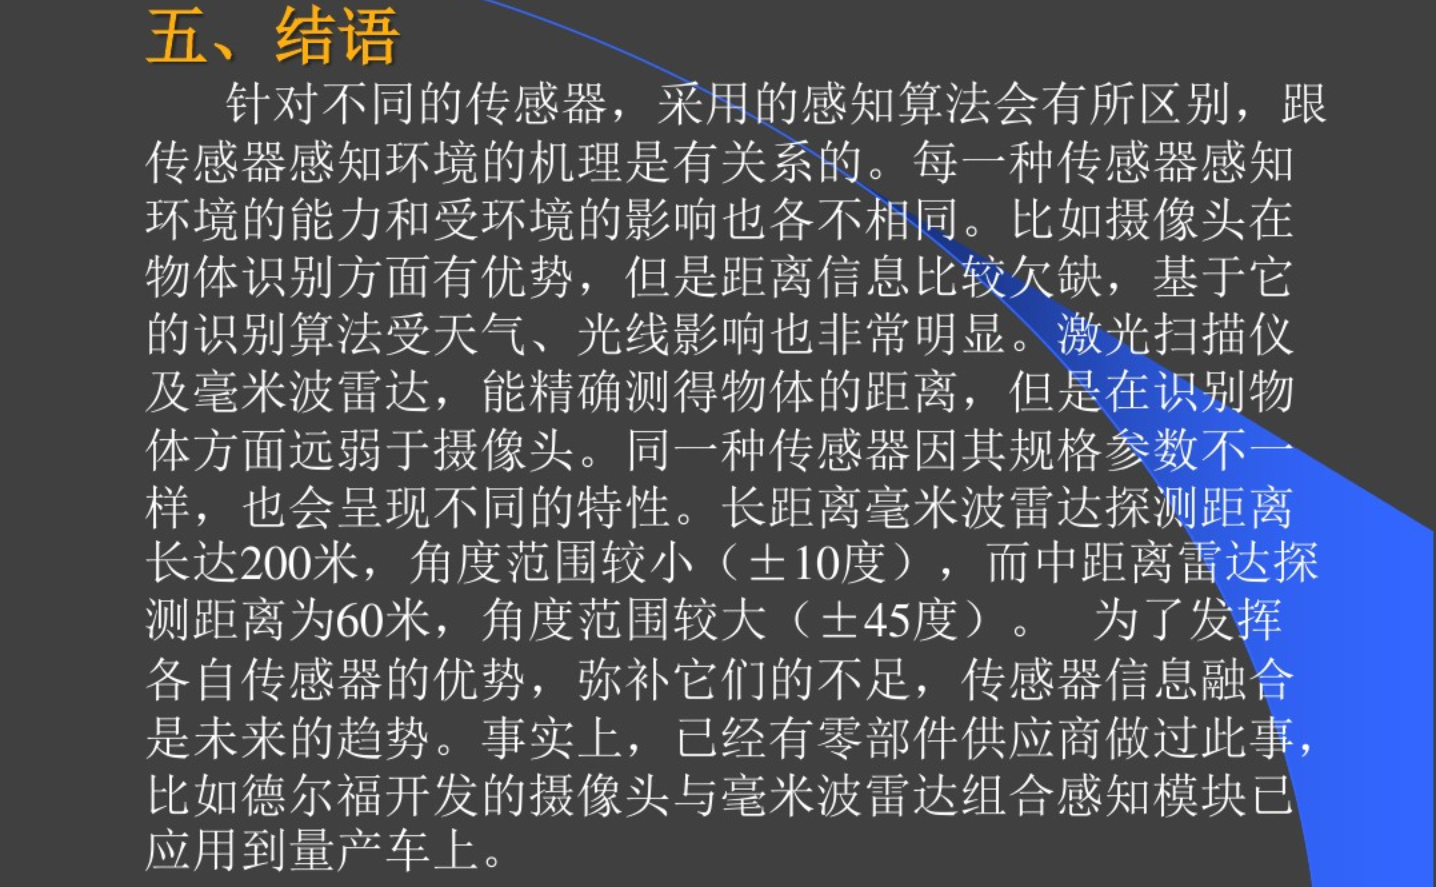 五、结语
针对不同的传感器，采用的感知算法会有所区别，跟
传感器感知环境的机理是有关系的。每一种传感器感知
环境的能力和受环境的影响也各不相同。比如摄像头在
物体识别方面有优势，但是距离信息比较欠缺，基于它
的识别算法受天气、光线影响也非常明显。激光扫描仪
及毫米波雷达，能精确测得物体的距离，但是在识别物
体方面远弱于摄像头。同一种传感器因其规格参数不一
样，也会呈现不同的特性。长距离毫米波雷达探测距离
长达200米，角度范围较小（±10度），而中距离雷达探
测距离为60米，角度范围较大（±45度）。 为了发挥
各自传感器的优势，弥补它们的不足，传感器信息融合
是未来的趋势。事实上，已经有零部件供应商做过此事，
比如德尔福开发的摄像头与毫米波雷达组合感知模块已
应用到量产车上。